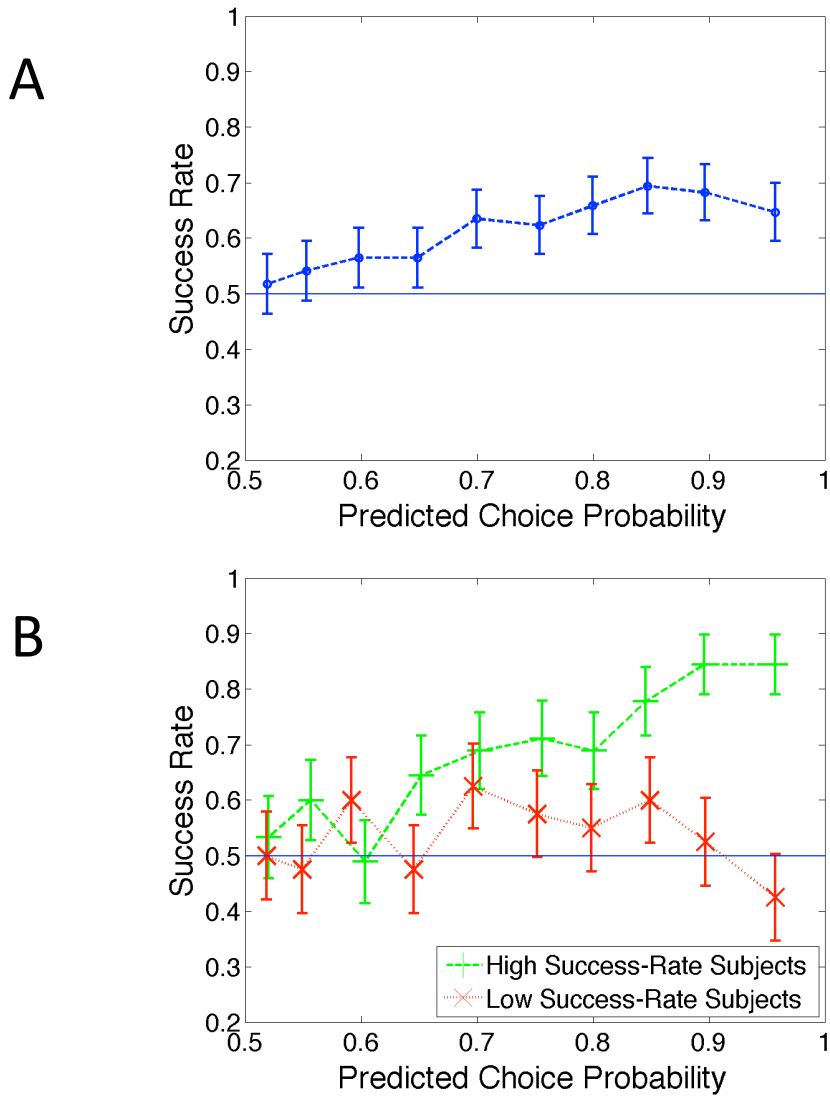 A
1
0.9
0.8
0.7
0.6
0.5
0.4
0.3
0.2
Success Rate
0.5 0.6 0.7 0.8 0.9 1
Predicted Choice Probability
B
1
0.9
0.8
0.7
0.6
0.5
0.4
0.3
0.2
Success Rate
High Success-Rate Subjects
Low Success-Rate Subjects
0.5 0.6 0.7 0.8 0.9 1
Predicted Choice Probability